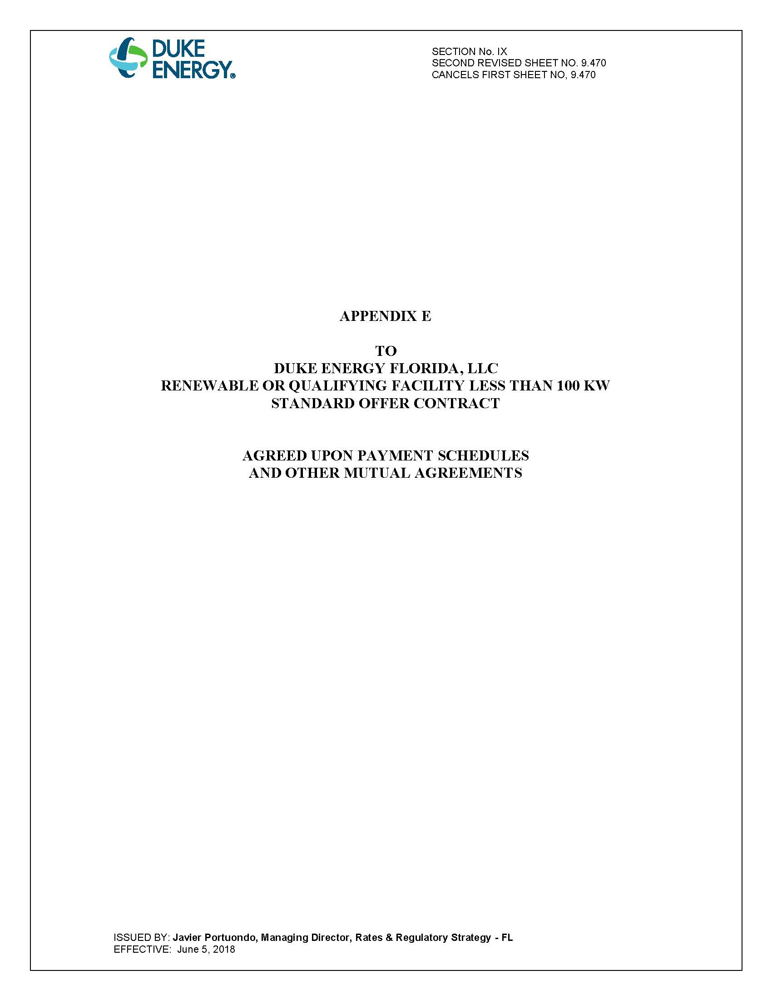 DUKE
ENERGY®
SECTION No. IX
SECOND REVISED SHEET NO. 9.470
CANCELS FIRST SHEET NO, 9.470
APPENDIX E
TO
DUKE ENERGY FLORIDA, LLC
RENEWABLE OR QUALIFYING FACILITY LESS THAN 100 KW
STANDARD OFFER CONTRACT
AGREED UPON PAYMENT SCHEDULES
AND OTHER MUTUAL AGREEMENTS
ISSUED BY: Javier Portuondo, Managing Director, Rates & Regulatory Strategy - FL
EFFECTIVE: June 5, 2018